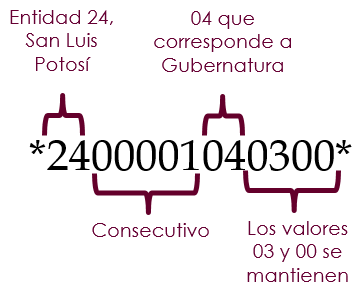 Entidad 24,
San Luis
Potosí
04 que
corresponde a
Gubernatura
*2400001040300*
Consecutivo
Los valores
03 y 00 se
mantienen